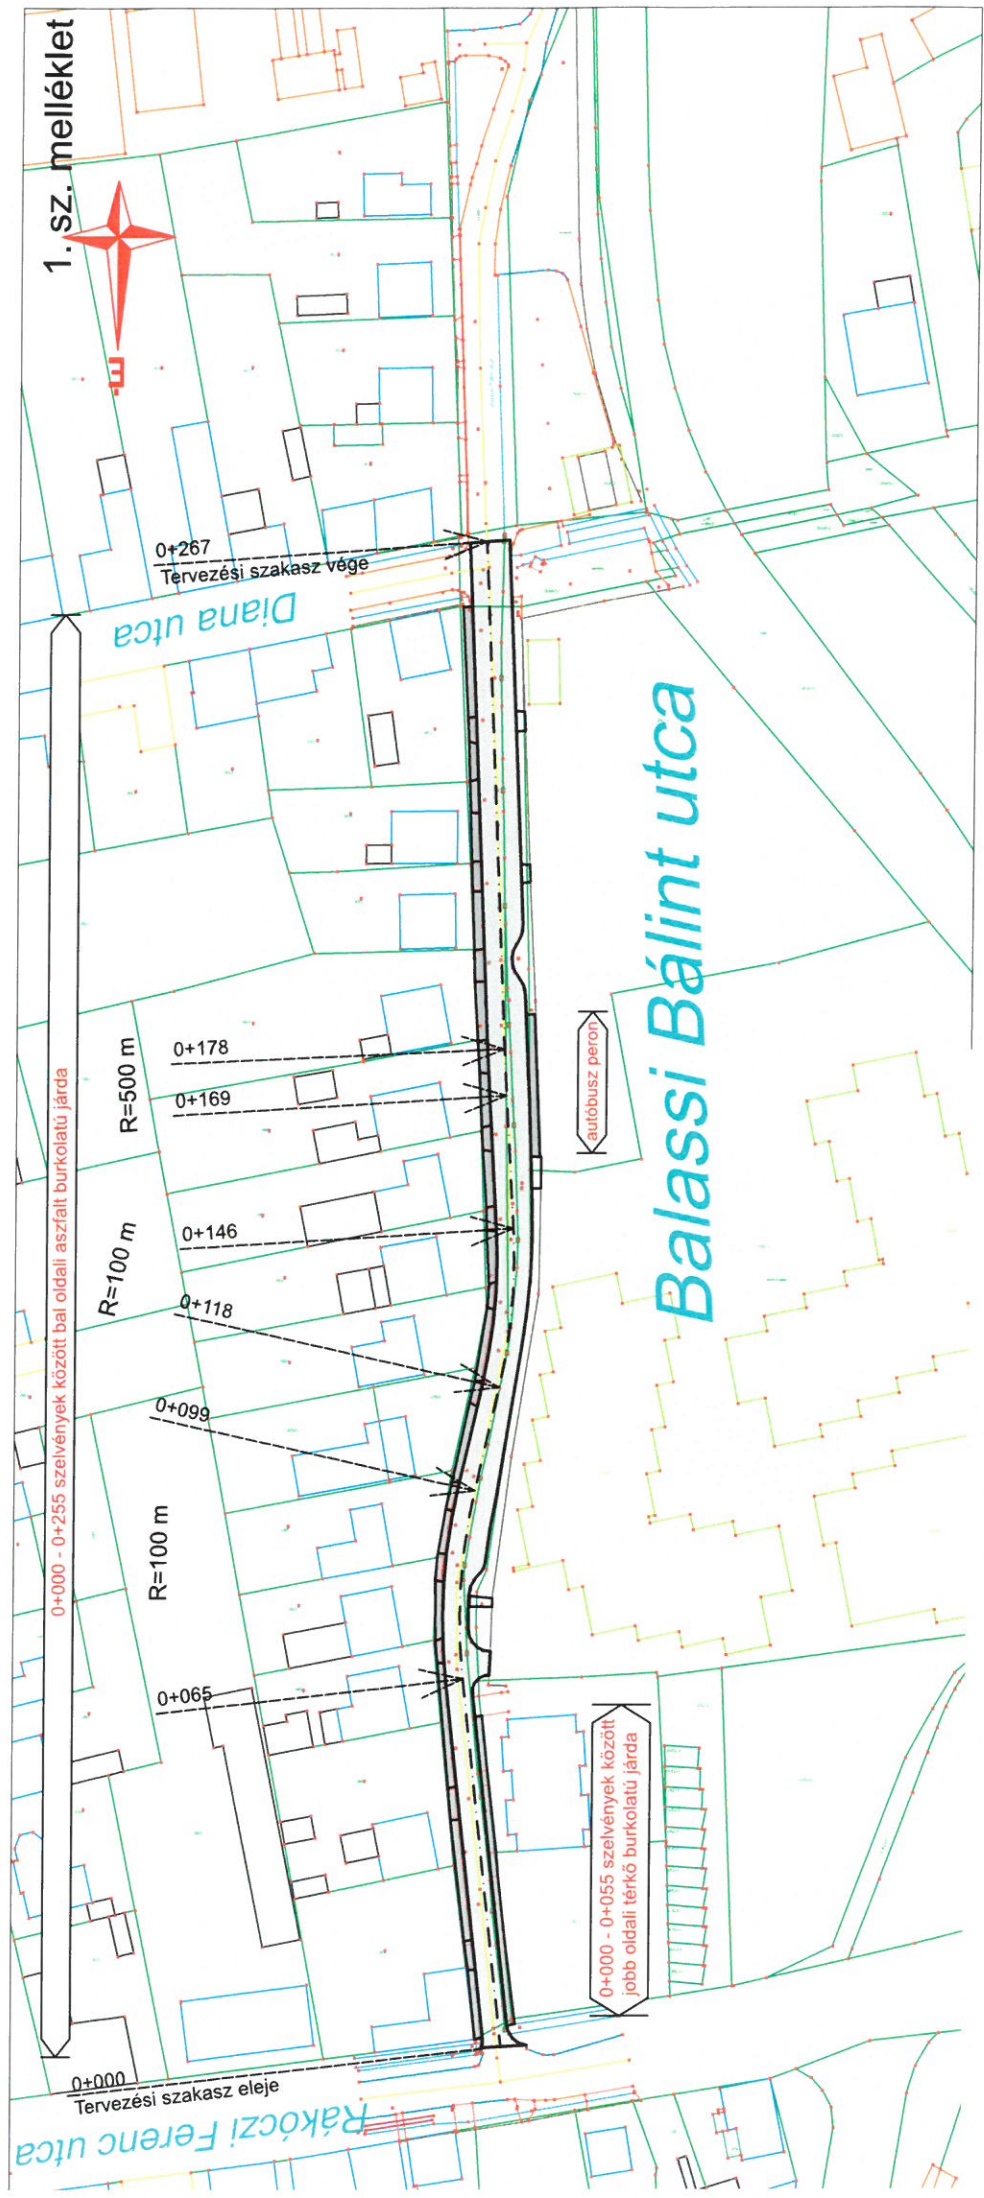 1. sz. melléklet
É
0+267
Tervezési szakasz vége
Diana utca
0+000 - 0+255 szelvények között bal oldali aszfalt burkolatú járda
R=500 m
0+178
0+169
autóbusz peron
Balassi Bálint utca
R=100 m
0+146
0+118
0+099
R=100 m
0+065
0+000 - 0+055 szelvények között
jobb oldali térkő burkolatú járda
0+000
Tervezési szakasz eleje
Rákóczi Ferenc utca